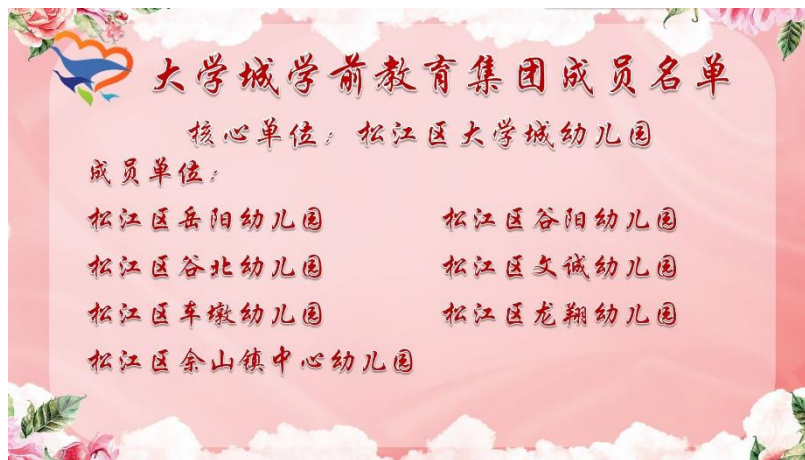 大学城学前教育集团成员名单
核心单位：松江区大学城幼儿园
成员单位：
松江区岳阳幼儿园 松江区谷阳幼儿园
松江区谷北幼儿园 松江区文诚幼儿园
松江区车墩幼儿园 松江区龙翔幼儿园
松江区佘山镇中心幼儿园